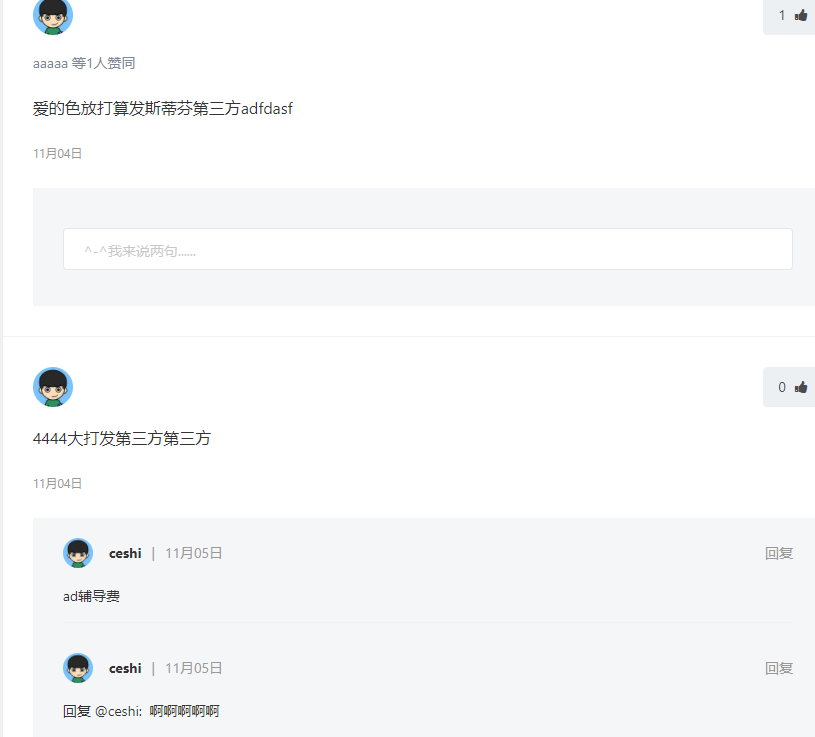 1
aaaaa 等1人赞同
爱的色放打算发斯蒂芬第三方adfdasf
11月04日
^-^我来说两句......
0
4444大打发第三方第三方
11月04日
ceshi | 11月05日 回复
ad辅导费
ceshi | 11月05日 回复
回复 @ceshi: 啊啊啊啊啊